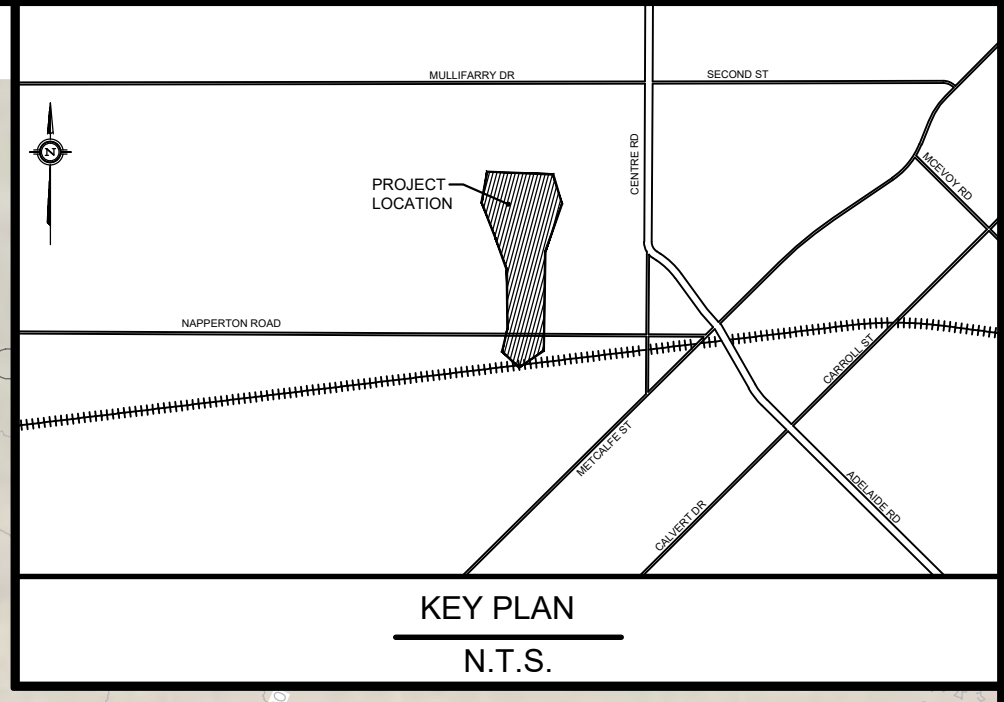 MULLIFARRY DR
SECOND ST
N
CENTRE RD
MCEVOY RD
PROJECT
LOCATION
NAPPERTON ROAD
CARROLL ST
METCALFE ST
ADELAIDE RD
CALVERT DR
KEY PLAN
N.T.S.